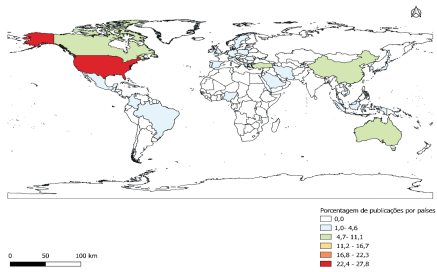 Porcentagem de publicações por países
0,0
1,0- 4,6
4,7- 11,1
11,2 - 16,7
16,8 - 22,3
22,4 - 27,8
0 50 100 km